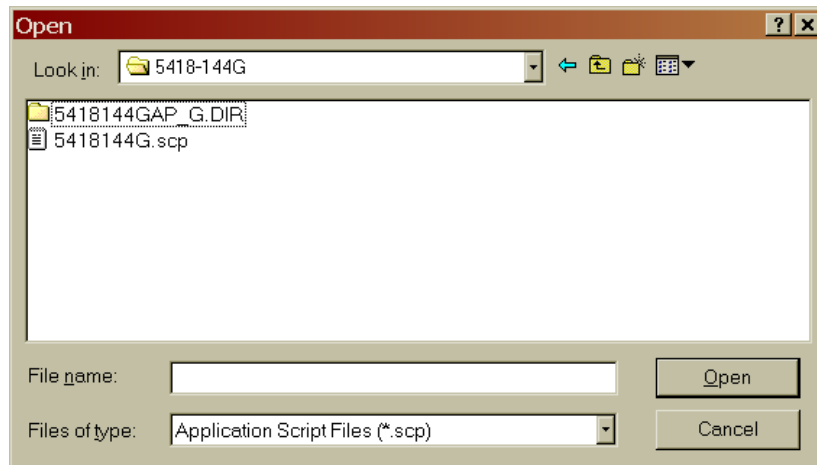 Open
Look in: 5418-144G
5418144GAP_G.DIR
5418144G.scp
File name:
Open
Files of type: Application Script Files (*.scp)
Cancel